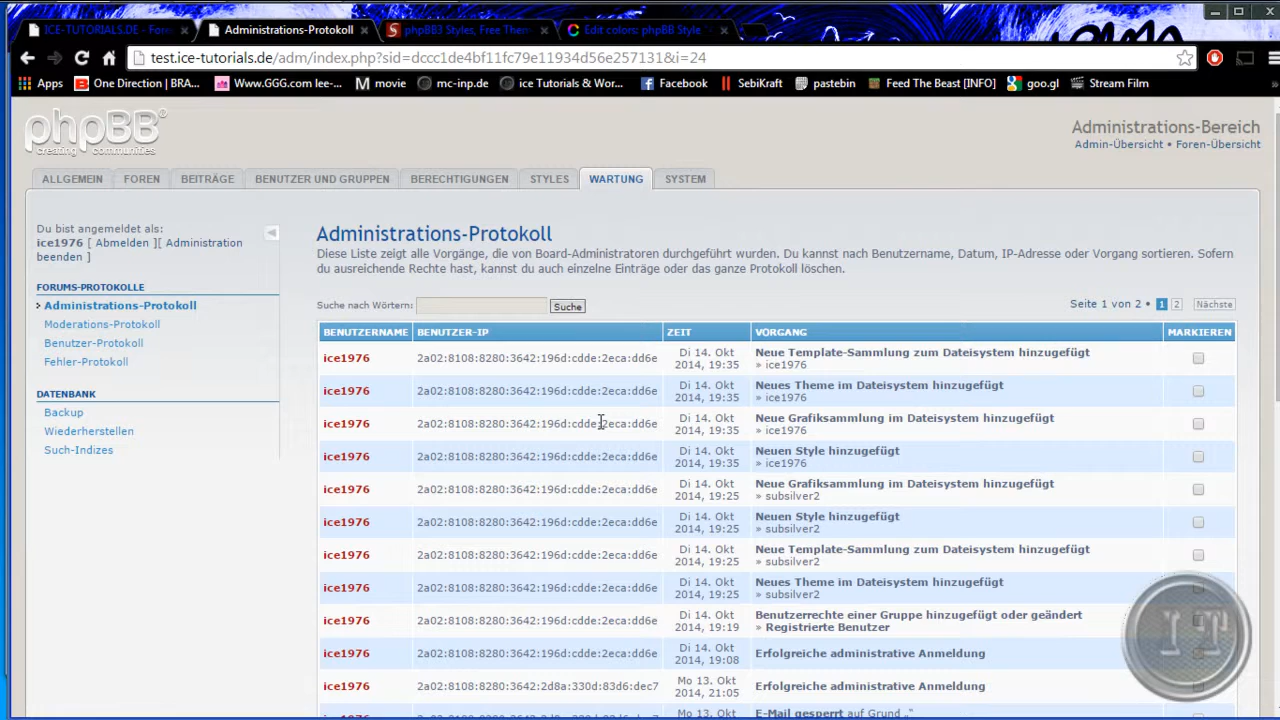 ICE-TUTORIALS.DE - Fore
Administrations-Protokoll
phpBB3 Styles, Free Them
Edit colors: phpBB Style
test.ice-tutorials.de/adm/index.php?sid=dccc1de4bf11fc79e11934d56e257131&i=24
Apps
One Direction | BRA...
Www.GGG.com lee-...
movie
mc-inp.de
ice Tutorials & Wor...
Facebook
SebiKraft
pastebin
Feed The Beast [INFO]
goo.gl
Stream Film
phpBB
creating communities
Administrations-Bereich
Admin-Übersicht • Foren-Übersicht
ALLGEMEIN
FOREN
BEITRÄGE
BENUTZER UND GRUPPEN
BERECHTIGUNGEN
STYLES
WARTUNG
SYSTEM
Du bist angemeldet als:
ice1976 [ Abmelden ][ Administration
beenden ]
FORUMS-PROTOKOLLE
Administrations-Protokoll
Moderations-Protokoll
Benutzer-Protokoll
Fehler-Protokoll
DATENBANK
Backup
Wiederherstellen
Such-Indizes
Administrations-Protokoll
Diese Liste zeigt alle Vorgänge, die von Board-Administratoren durchgeführt wurden. Du kannst nach Benutzername, Datum, IP-Adresse oder Vorgang sortieren. Sofern
du ausreichende Rechte hast, kannst du auch einzelne Einträge oder das ganze Protokoll löschen.
Suche nach Wörtern:
Suche
Seite 1 von 2 • 1 2 Nächste
BENUTZERNAME BENUTZER-IP ZEIT VORGANG MARKIEREN
ice1976 2a02:8108:8280:3642:196d:cdde:2eca:dd6e Di 14. Okt 2014, 19:35 Neue Template-Sammlung zum Dateisystem hinzugefügt
» ice1976
ice1976 2a02:8108:8280:3642:196d:cdde:2eca:dd6e Di 14. Okt 2014, 19:35 Neues Theme im Dateisystem hinzugefügt
» ice1976
ice1976 2a02:8108:8280:3642:196d:cdde:2eca:dd6e Di 14. Okt 2014, 19:35 Neue Grafiksammlung im Dateisystem hinzugefügt
» ice1976
ice1976 2a02:8108:8280:3642:196d:cdde:2eca:dd6e Di 14. Okt 2014, 19:35 Neuen Style hinzugefügt
» ice1976
ice1976 2a02:8108:8280:3642:196d:cdde:2eca:dd6e Di 14. Okt 2014, 19:25 Neue Grafiksammlung im Dateisystem hinzugefügt
» subsilver2
ice1976 2a02:8108:8280:3642:196d:cdde:2eca:dd6e Di 14. Okt 2014, 19:25 Neuen Style hinzugefügt
» subsilver2
ice1976 2a02:8108:8280:3642:196d:cdde:2eca:dd6e Di 14. Okt 2014, 19:25 Neue Template-Sammlung zum Dateisystem hinzugefügt
» subsilver2
ice1976 2a02:8108:8280:3642:196d:cdde:2eca:dd6e Di 14. Okt 2014, 19:25 Neues Theme im Dateisystem hinzugefügt
» subsilver2
ice1976 2a02:8108:8280:3642:196d:cdde:2eca:dd6e Di 14. Okt 2014, 19:19 Benutzerrechte einer Gruppe hinzugefügt oder geändert
» Registrierte Benutzer
ice1976 2a02:8108:8280:3642:196d:cdde:2eca:dd6e Di 14. Okt 2014, 19:08 Erfolgreiche administrative Anmeldung
ice1976 2a02:8108:8280:3642:2d8a:330d:83d6:dec7 Mo 13. Okt 2014, 21:05 Erfolgreiche administrative Anmeldung
Mo 13. Okt E-Mail gesperrt auf Grund „"
IT